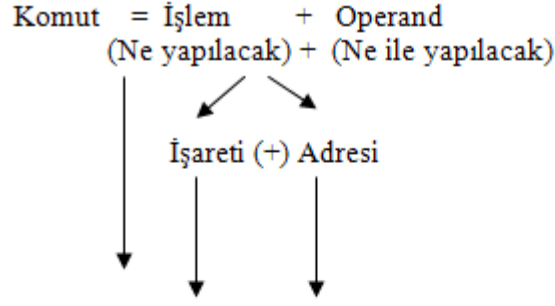 Komut = İşlem + Operand
(Ne yapılacak) + (Ne ile yapılacak)
İşareti (+) Adresi